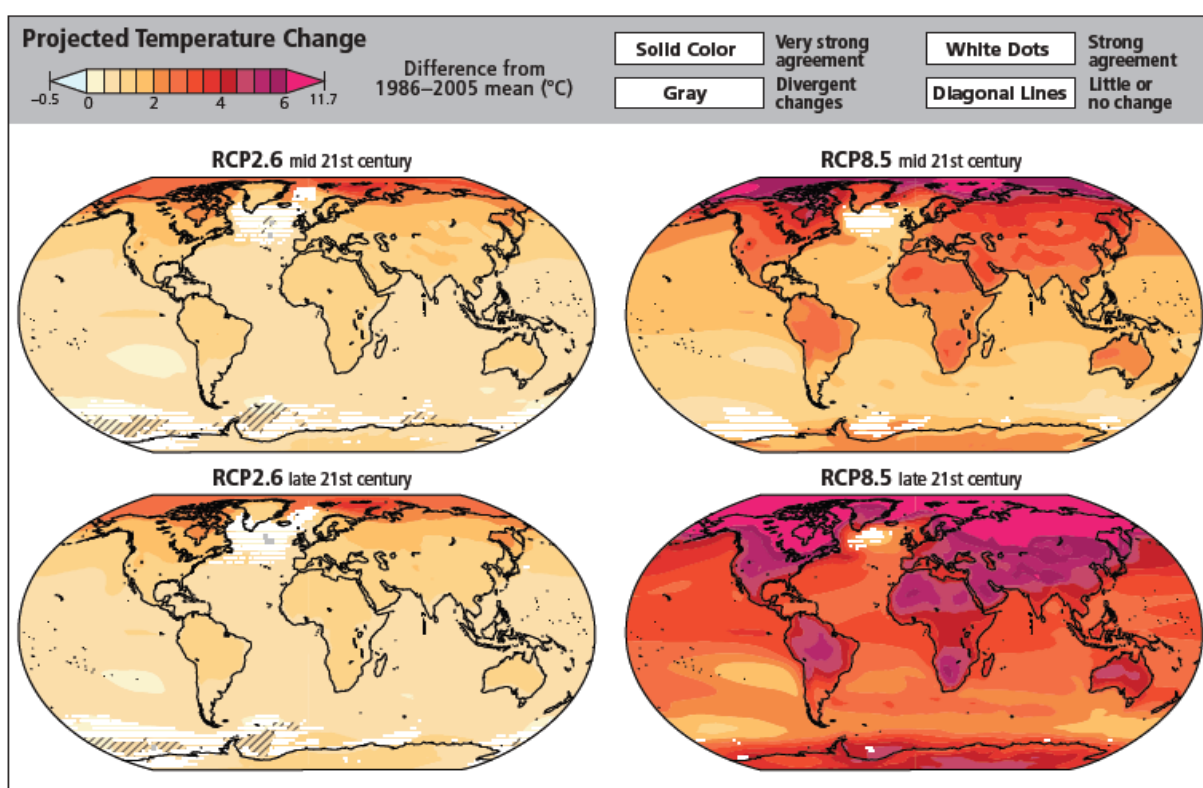 Projected Temperature Change
−0.5 0 2 4 6 11.7
Difference from
1986–2005 mean (°C)
Solid Color
Very strong
agreement
White Dots
Strong
agreement
Gray
Divergent
changes
Diagonal Lines
Little or
no change
RCP2.6 mid 21st century
RCP8.5 mid 21st century
RCP2.6 late 21st century
RCP8.5 late 21st century